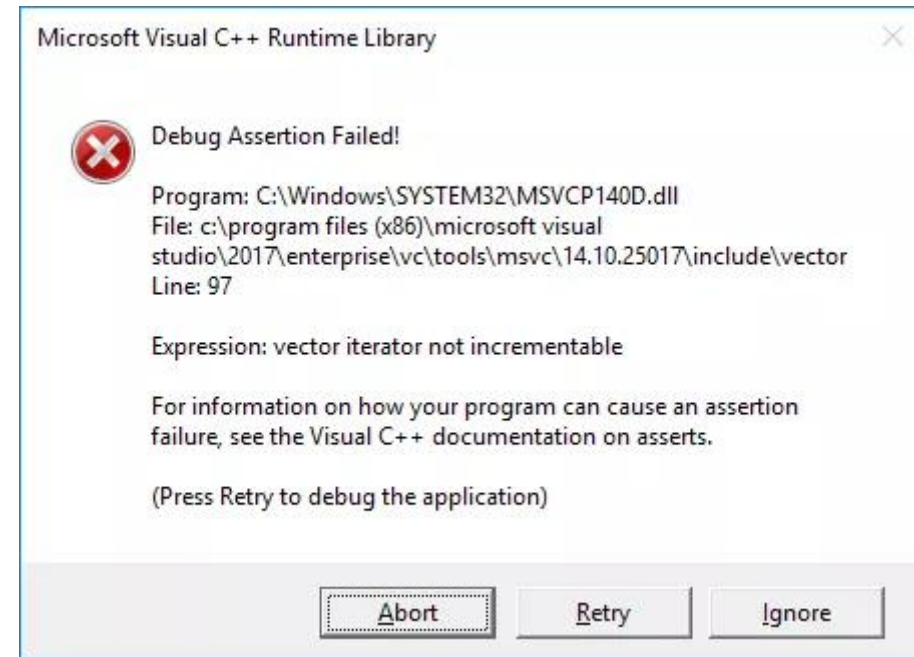 Microsoft Visual C++ Runtime Library
Debug Assertion Failed!
Program: C:\Windows\SYSTEM32\MSVCP140D.dll
File: c:\program files (x86)\microsoft visual
studio\2017\enterprise\vc\tools\msvc\14.10.25017\include\vector
Line: 97
Expression: vector iterator not incrementable
For information on how your program can cause an assertion
failure, see the Visual C++ documentation on asserts.
(Press Retry to debug the application)
Abort Retry Ignore